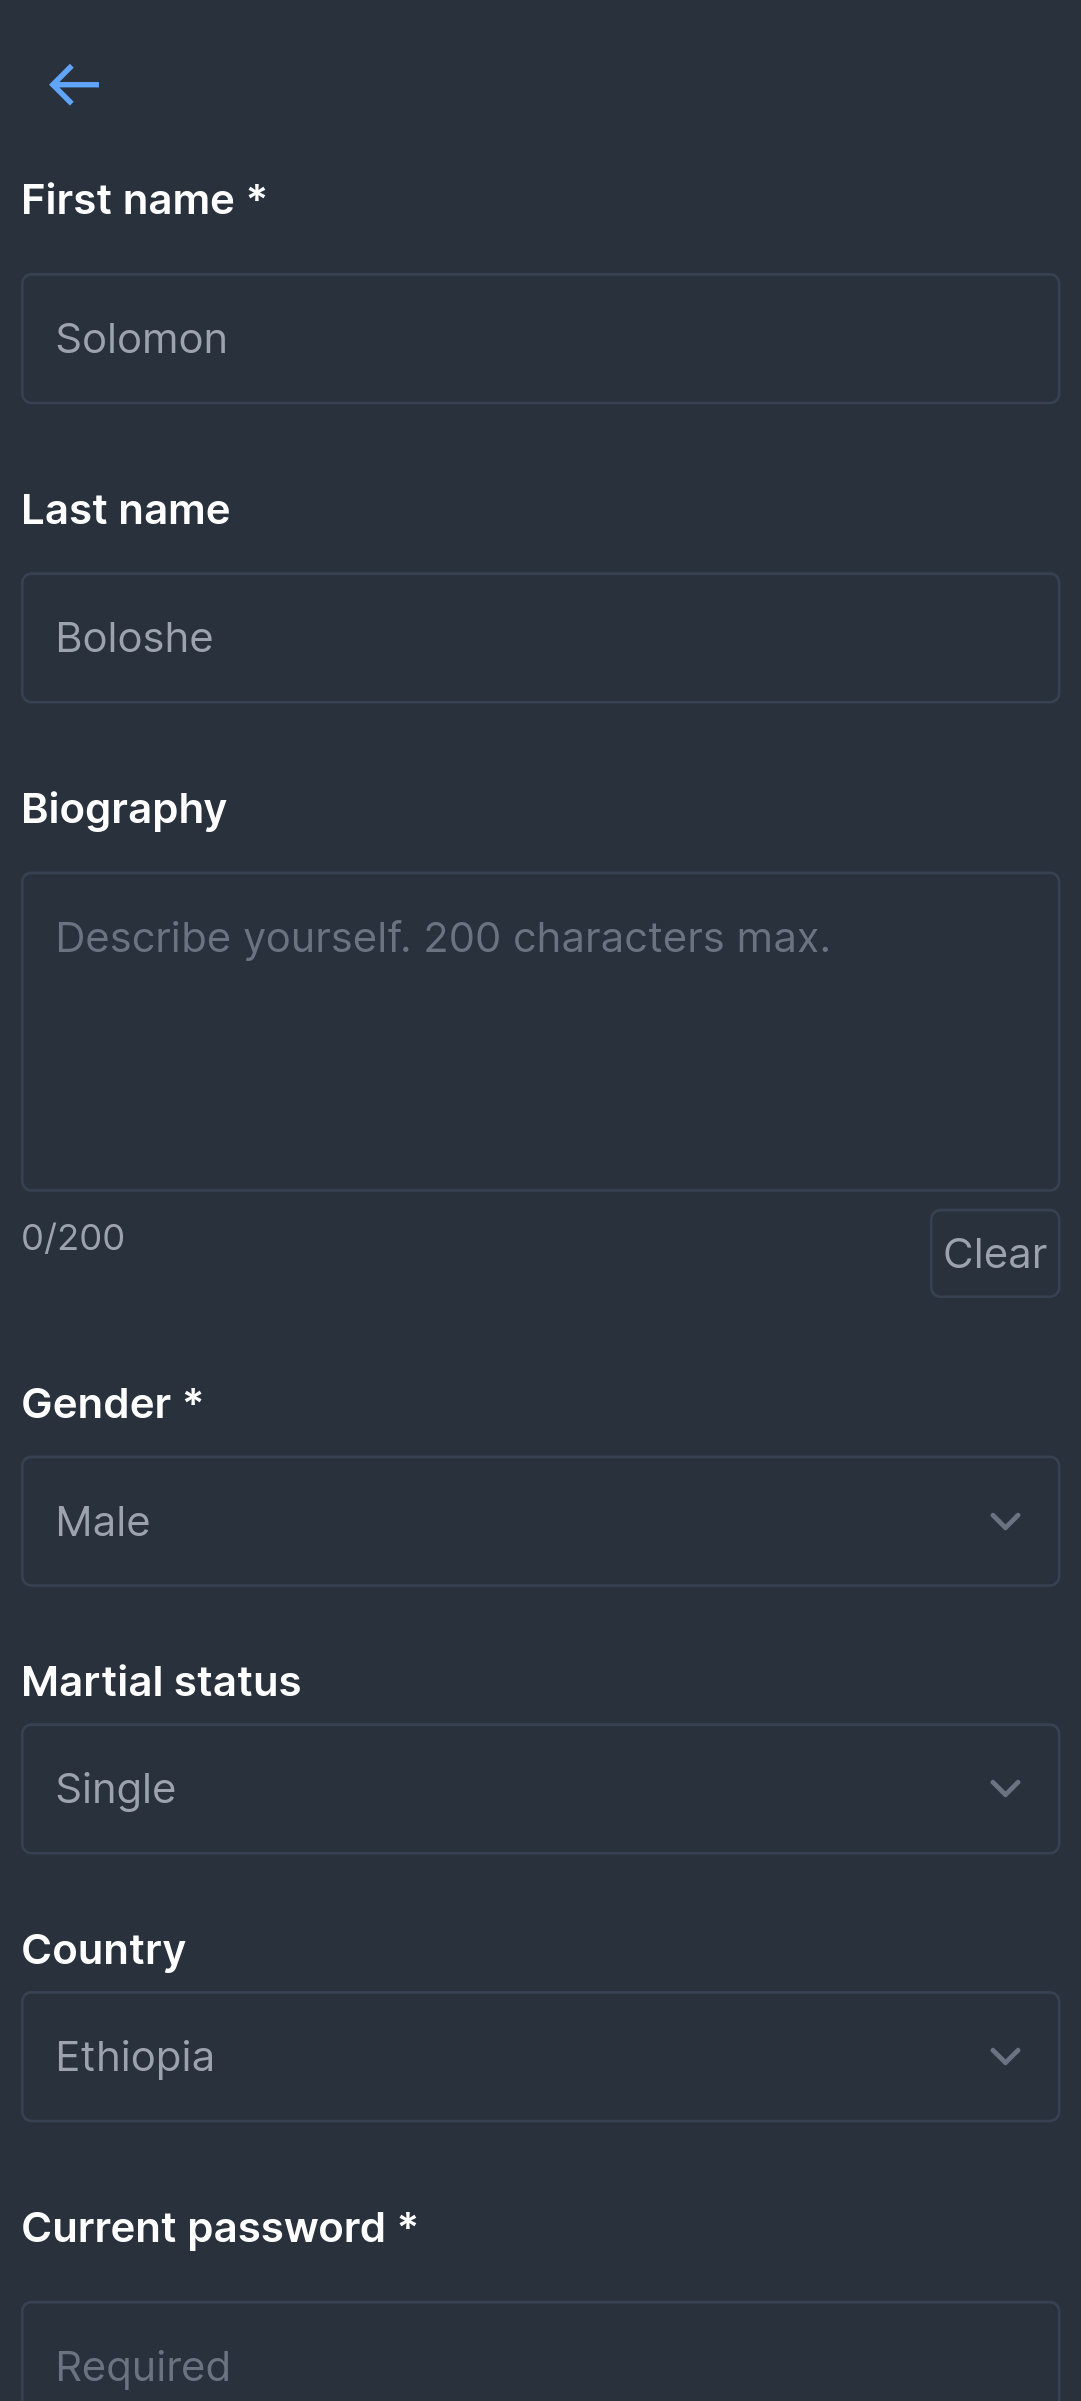 First name *
Solomon
Last name
Boloshe
Biography
Describe yourself. 200 characters max.
0/200
Clear
Gender *
Male
Martial status
Single
Country
Ethiopia
Current password *
Required